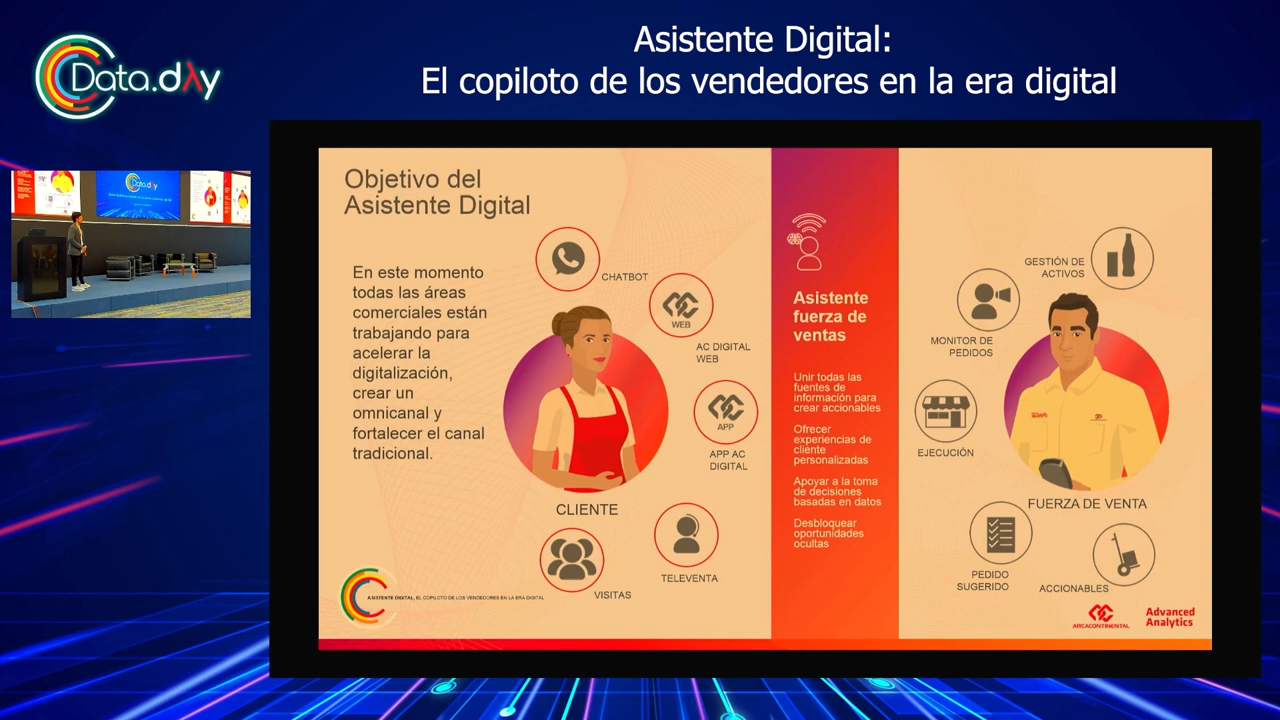 Data.dλy
Asistente Digital:
El copiloto de los vendedores en la era digital
Data.dλy
Objetivo del
Asistente Digital
En este momento
todas las áreas
comerciales están
trabajando para
acelerar la
digitalización,
crear un
omnicanal y
fortalecer el canal
tradicional.
CHATBOT
WEB
AC DIGITAL
WEB
APP
APP AC
DIGITAL
CLIENTE
TELEVENTA
VISITAS
ASISTENTE DIGITAL, EL COPILOTO DE LOS VENDEDORES EN LA ERA DIGITAL
Asistente
fuerza de
ventas
Unir todas las
fuentes de
información para
crear accionables
Ofrecer
experiencias de
cliente
personalizadas
Apoyar a la toma
de decisiones
basadas en datos
Desbloquear
oportunidades
ocultas
GESTIÓN DE
ACTIVOS
MONITOR DE
PEDIDOS
EJECUCIÓN
FUERZA DE VENTA
PEDIDO
SUGERIDO
ACCIONABLES
ARCACONTINENTAL
Advanced
Analytics